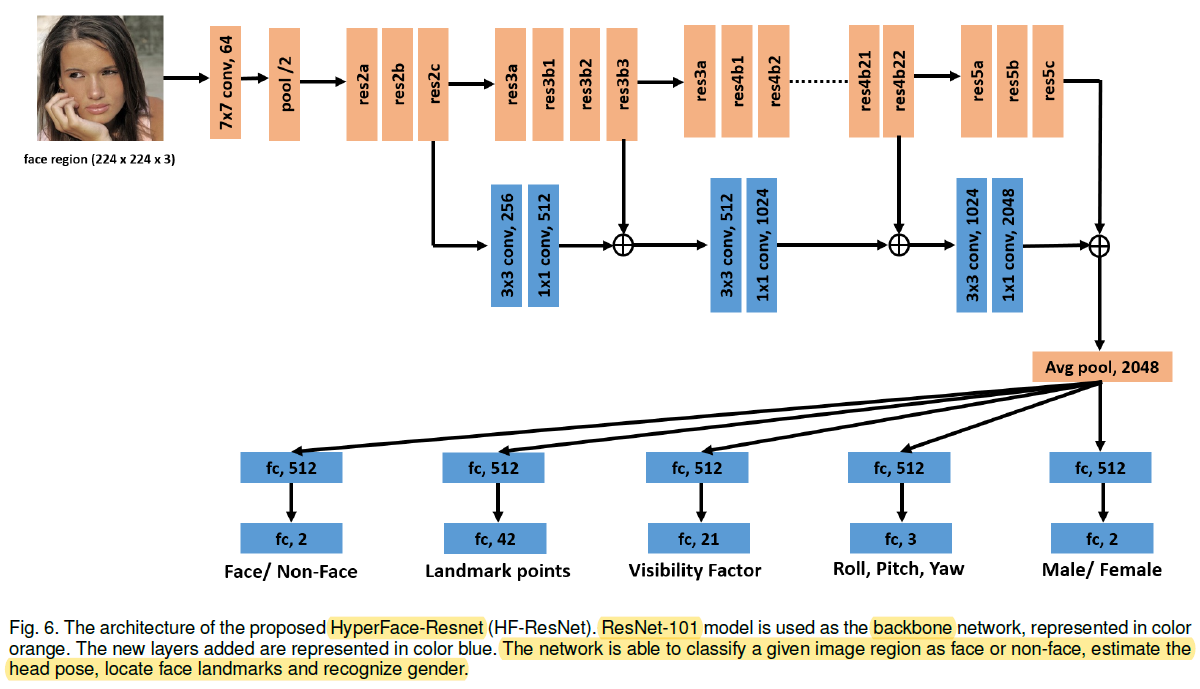 face region (224 x 224 x 3)
7x7 conv, 64
pool /2
res2a
res2b
res2c
res3a
res3b1
res3b2
res3b3
res3a
res4b1
res4b2
res4b21
res4b22
res5a
res5b
res5c
3x3 conv, 256
1x1 conv, 512
3x3 conv, 512
1x1 conv, 1024
3x3 conv, 1024
1x1 conv, 2048
Avg pool, 2048
fc, 512
fc, 512
fc, 512
fc, 512
fc, 512
fc, 2
fc, 42
fc, 21
fc, 3
fc, 2
Face/ Non-Face
Landmark points
Visibility Factor
Roll, Pitch, Yaw
Male/ Female
Fig. 6. The architecture of the proposed HyperFace-Resnet (HF-ResNet). ResNet-101 model is used as the backbone network, represented in color
orange. The new layers added are represented in color blue. The network is able to classify a given image region as face or non-face, estimate the
head pose, locate face landmarks and recognize gender.